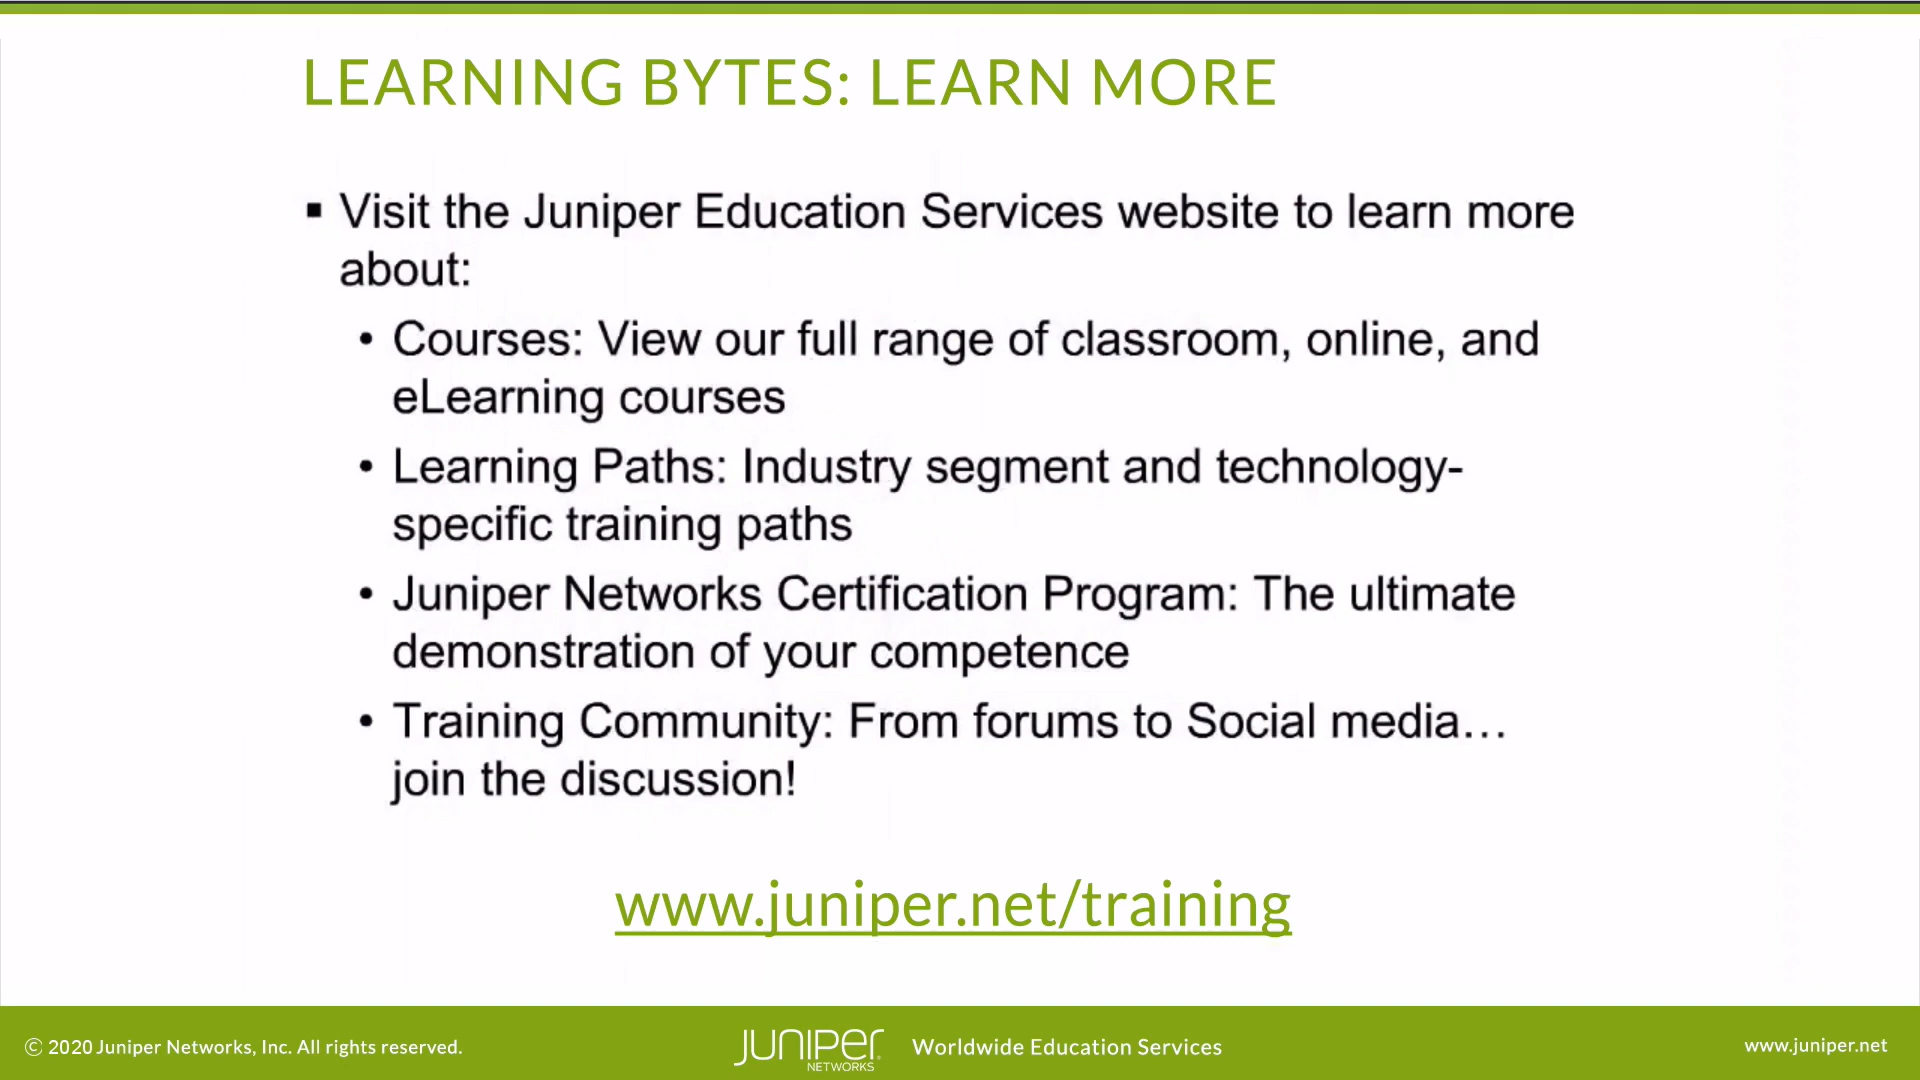 LEARNING BYTES: LEARN MORE
▪ Visit the Juniper Education Services website to learn more
about:
• Courses: View our full range of classroom, online, and
eLearning courses
• Learning Paths: Industry segment and technology-
specific training paths
• Juniper Networks Certification Program: The ultimate
demonstration of your competence
• Training Community: From forums to Social media…
join the discussion!
www.juniper.net/training
© 2020 Juniper Networks, Inc. All rights reserved.
JUNIPER
NETWORKS
Worldwide Education Services
www.juniper.net